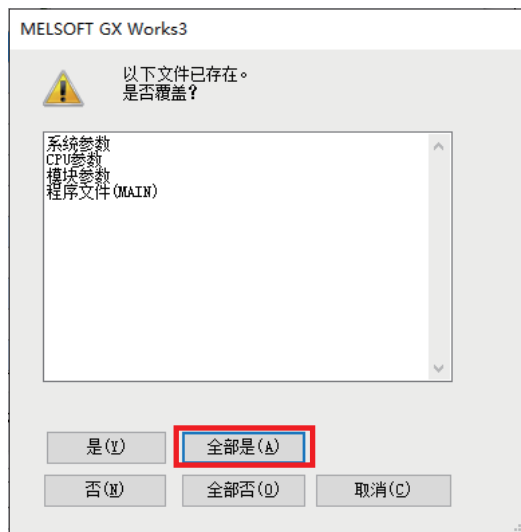 MELSOFT GX Works3
以下文件已存在。
是否覆盖?
系统参数
CPU参数
模块参数
程序文件(MAIN)
是(Y)
全部是(A)
否(N)
全部否(O)
取消(C)